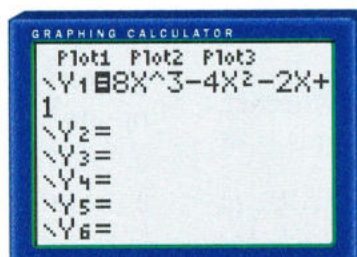 GRAPHING CALCULATOR
Plot1 Plot2 Plot3
\Y₁=8X^3-4X²-2X+
1
\Y₂=
\Y₃=
\Y₄=
\Y₅=
\Y₆=